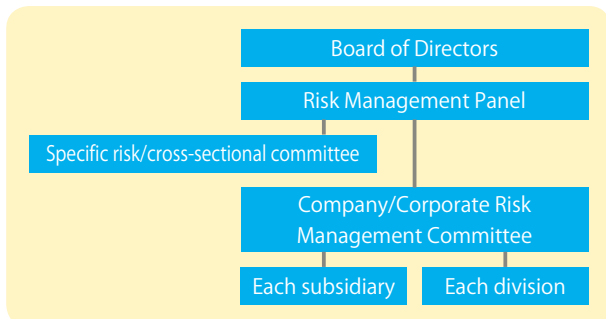 Board of Directors
Risk Management Panel
Specific risk/cross-sectional committee
Company/Corporate Risk
Management Committee
Each subsidiary
Each division